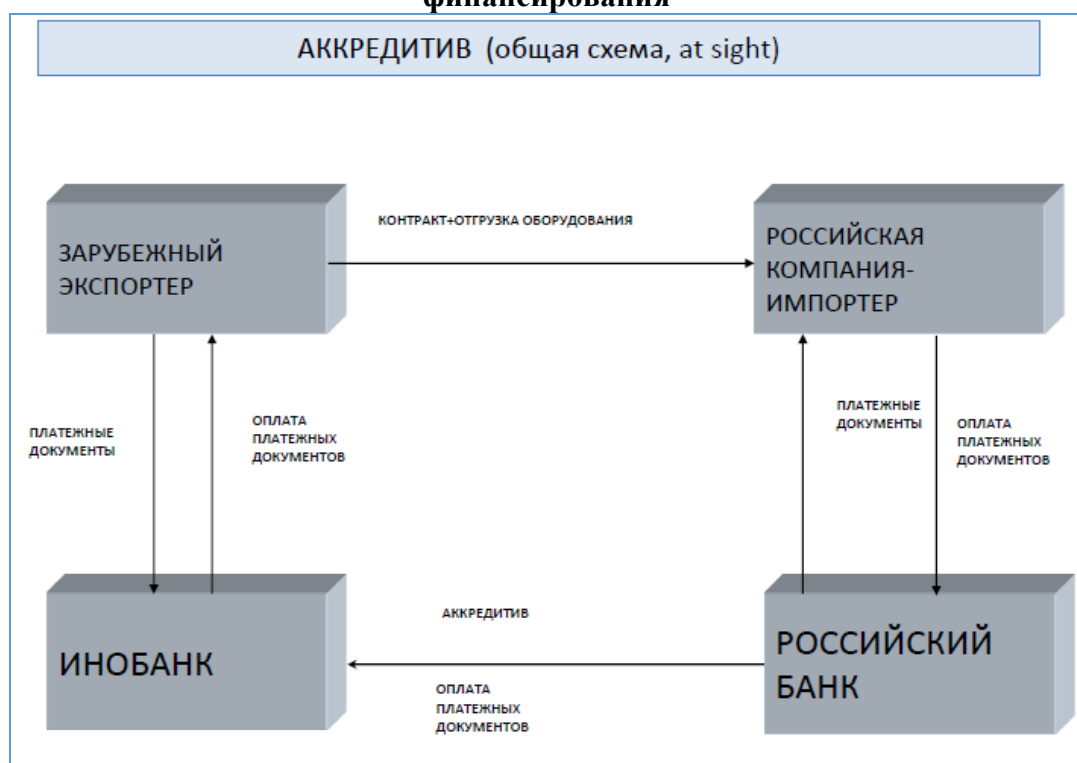 финансирования
АККРЕДИТИВ (общая схема, at sight)
КОНТРАКТ+ОТГРУЗКА ОБОРУДОВАНИЯ
ЗАРУБЕЖНЫЙ
ЭКСПОРТЕР
РОССИЙСКАЯ
КОМПАНИЯ-
ИМПОРТЕР
ПЛАТЕЖНЫЕ
ДОКУМЕНТЫ
ОПЛАТА
ПЛАТЕЖНЫХ
ДОКУМЕНТОВ
ПЛАТЕЖНЫЕ
ДОКУМЕНТЫ
ОПЛАТА
ПЛАТЕЖНЫХ
ДОКУМЕНТОВ
АККРЕДИТИВ
ИНОБАНК
РОССИЙСКИЙ
БАНК
ОПЛАТА
ПЛАТЕЖНЫХ
ДОКУМЕНТОВ